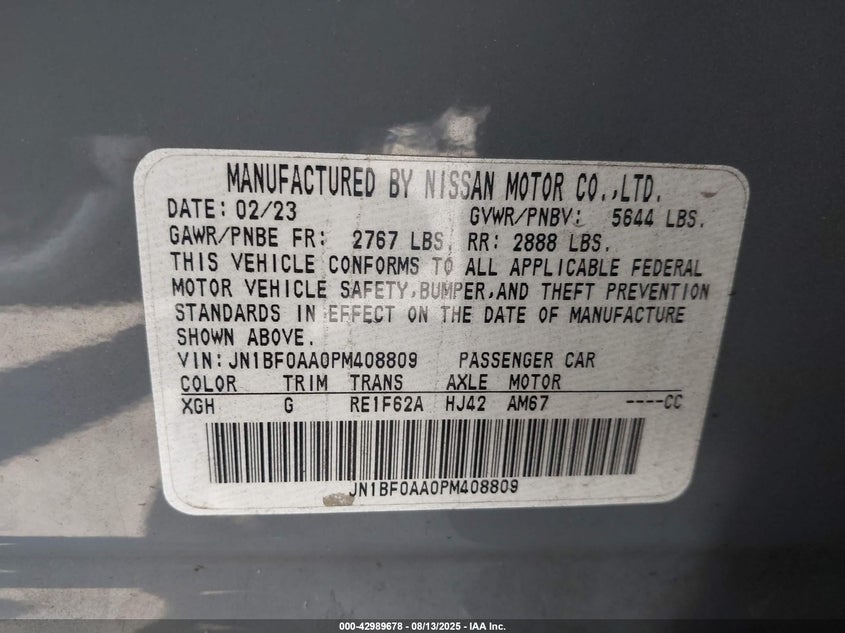 MANUFACTURED BY NISSAN MOTOR CO.,LTD.
DATE: 02/23 GVWR/PNBV: 5644 LBS.
GAWR/PNBE FR: 2767 LBS. RR: 2888 LBS.
THIS VEHICLE CONFORMS TO ALL APPLICABLE FEDERAL
MOTOR VEHICLE SAFETY,BUMPER,AND THEFT PREVENTION
STANDARDS IN EFFECT ON THE DATE OF MANUFACTURE
SHOWN ABOVE.
VIN: JN1BF0AA0PM408809 PASSENGER CAR
COLOR TRIM TRANS AXLE MOTOR
XGH G RE1F62A HJ42 AM67 ----CC
JN1BF0AA0PM408809
000-42989678 - 08/13/2025 - IAA Inc.